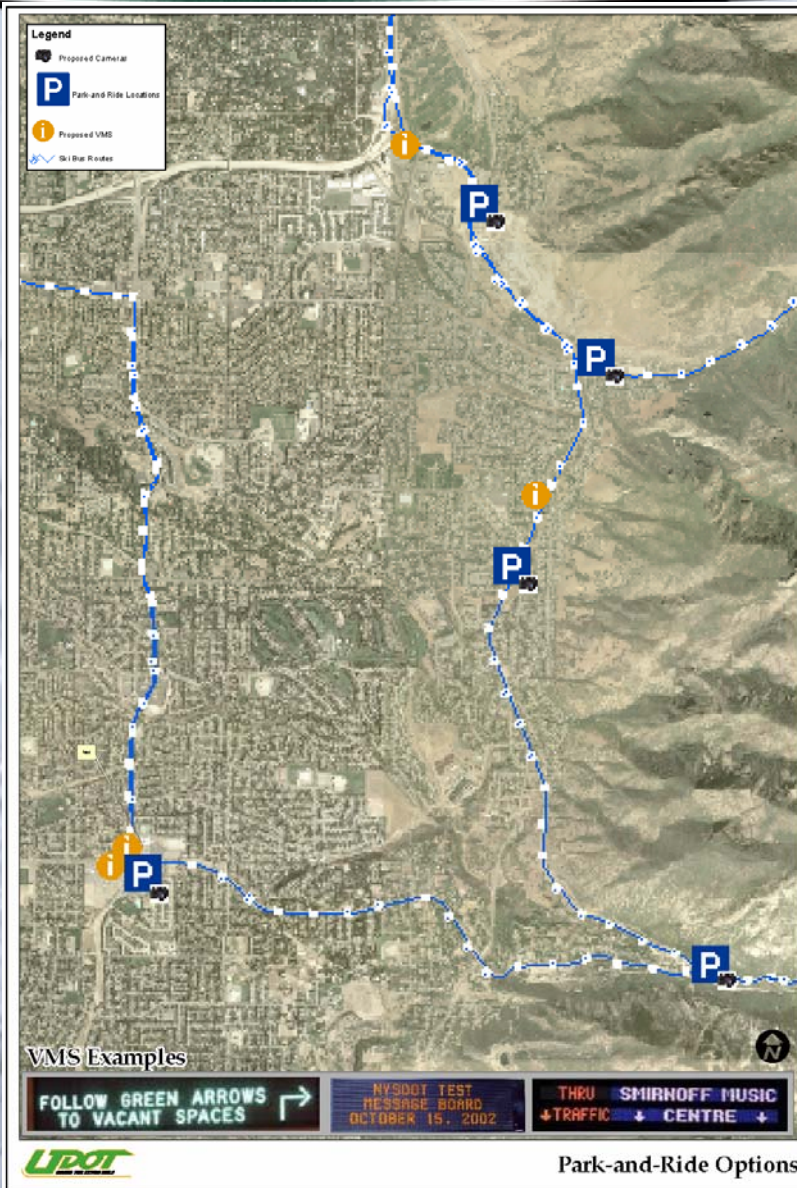 Legend
Proposed Cameras
P
Park-and-Ride Locations
i
Proposed VMS
Ski Bus Routes
i
P
P
i
P
i
i
P
P
N
VMS Examples
FOLLOW GREEN ARROWS
TO VACANT SPACES
NYSDOT TEST
MESSAGE BOARD
OCTOBER 15, 2002
THRU SMIRNOFF MUSIC
TRAFFIC CENTRE
UDOT
Park-and-Ride Options